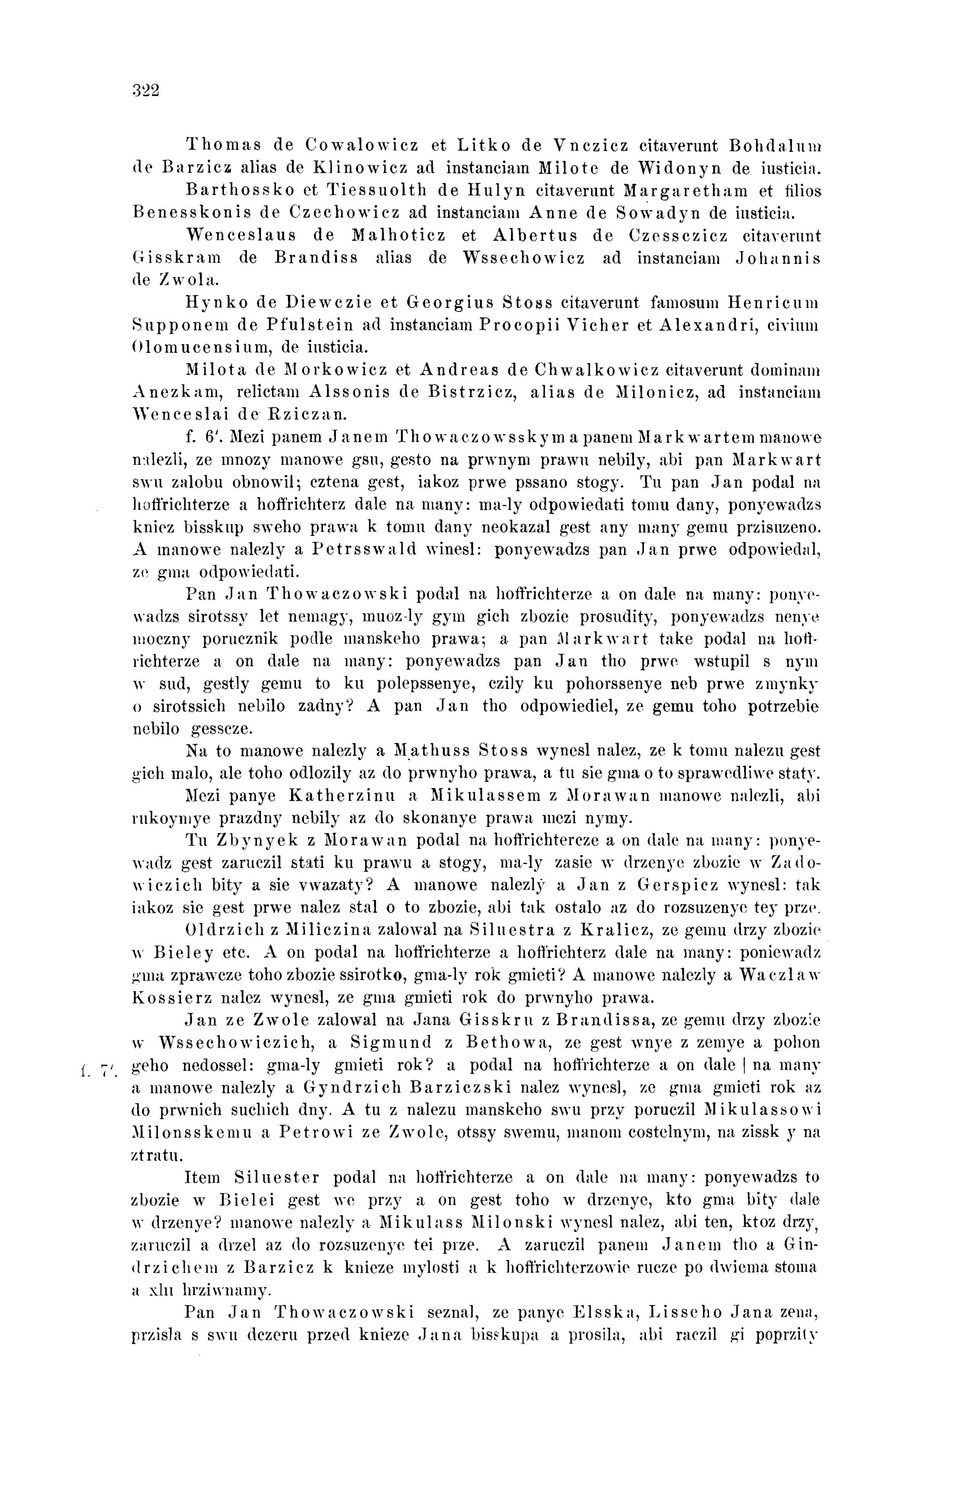 322
Thomas de Cowalowicz et Litko de Vnczicz citaverunt Bohdalum
de Barzicz alias de Klinowicz ad instanciam Milote de Widonyn de iusticia.
Barthossko et Tiessuolth de Hulyn citaverunt Margaretham et filios
Benesskonis de Czechowicz ad instanciam Anne de Sowadyn de iusticia.
Wenceslaus de Malhoticz et Albertus de Czessczicz citaverunt
Gisskram de Brandiss alias de Wssechowicz ad instanciam Johannis
de Zwola.
Hynko de Diewczie et Georgius Stoss citaverunt famosum Henricum
Supponem de Pfulstein ad instanciam Procopii Vicher et Alexandri, civium
Olomucensium, de iusticia.
Milota de Morkowicz et Andreas de Chwalkowicz citaverunt dominam
Anezkam, relictam Alssonis de Bistrzicz, alias de Milonicz, ad instanciam
Wenceslai de Rziczan.
f. 6'. Mezi panem Janem Thowaczowsskym a panem Markwartem manowe
nalezli, ze mnozy manowe gsu, gesto na prwnym prawu nebily, abi pan Markwart
swu zalobu obnowil; cztena gest, iakoz prwe pssano stogy. Tu pan Jan podal na
hoffrichterze a hoffrichterz dale na many: ma-ly odpowiedati tomu dany, ponyewadzs
kniez bisskup sweho prawa k tomu dany neokazal gest any many gemu przisuzeno.
A manowe nalezly a Petrsswald winesl: ponyewadzs pan Jan prwe odpowiedal,
ze gma odpowiedati.
Pan Jan Thowaczowski podal na hoffrichterze a on dale na many: ponye-
wadzs sirotssy let nemagy, muoz-ly gym gich zbozie prosudity, ponyewadzs nenye
moczny porucznik podle manskeho prawa; a pan Markwart take podal na hoff-
richterze a on dale na many: ponyewadzs pan Jan tho prwe wstupil s nym
w sud, gestly gemu to ku polepssenye, czily ku pohorssenye neb prwe zmynky
o sirotssich nebilo zadny? A pan Jan tho odpowiediel, ze gemu toho potrzebie
nebilo gessczе.
Na to manowe nalezly a Mathuss Stoss wynesl nalez, ze k tomu nalezu gest
gich malo, ale toho odlozily az do prwnyho prawa, a tu sie gma o to sprawedliwe staty.
Mezi panye Katherzinu a Mikulassem z Morawan manowe nalezli, abi
rukoymye prazdny nebily az do skonanye prawa mezi nymy.
Tu Zbynyek z Morawan podal na hoffrichtercze a on dale na many: ponye-
wadz gest zaruczil stati ku prawu a stogy, ma-ly zasie w drzenye zbozie w Zado-
wiczich bity a sie vwazaty? A manowe nalezly a Jan z Gerspicz wynesl: tak
iakoz sie gest prwe nalez stal o to zbozie, abi tak ostalo az do rozsuzenye tey prze.
Oldrzich z Miliczina zalowal na Siluestra z Kralicz, ze gemu drzy zbozie
w Bieley etc. A on podal na hoffrichterze a hoffrichterz dale na many: poniewadz
gma zprawcze toho zbozie ssirotko, gma-ly rok gmieti? A manowe nalezly a Waczlaw
Kossierz nalez wynesl, ze gma gmieti rok do prwnyho prawa.
Jan ze Zwole zalowal na Jana Gisskru z Brandissa, ze gemu drzy zbozie
w Wssechowiczich, a Sigmund z Bethowa, ze gest wnye z zemye a pohon
f. 7'. geho nedossel: gma-ly gmieti rok? a podal na hoffrichterze a on dale | na many
a manowe nalezly a Gyndrzich Barziczski nalez wynesl, ze gma gmieti rok az
do prwnich suchich dny. A tu z nalezu manskeho swu przy poruczil Mikulassowi
Milonsskemu a Petrowi ze Zwole, otssy swemu, manom costelnym, na zissk y na
ztratu.
Item Siluester podal na hoffrichterze a on dale na many: ponyewadzs to
zbozie w Bielei gest we przy a on gest toho w drzenye, kto gma bity dale
w drzenye? manowe nalezly a Mikulass Milonski wynesl nalez, abi ten, ktoz drzy,
zaruczil a drzel az do rozsuzenye tei prze. A zaruczil panem Janem tho a Gin-
drzichem z Barzicz k knieze mylosti a k hoffrichterzowie rucze po dwiema stoma
a xlu hrziwnamy.
Pan Jan Thowaczowski seznal, ze panye Elsska, Lisseho Jana zena,
przisla s swu dczeru przed knieze Jana bisskupa a prosila, abi raczil gi poprzity